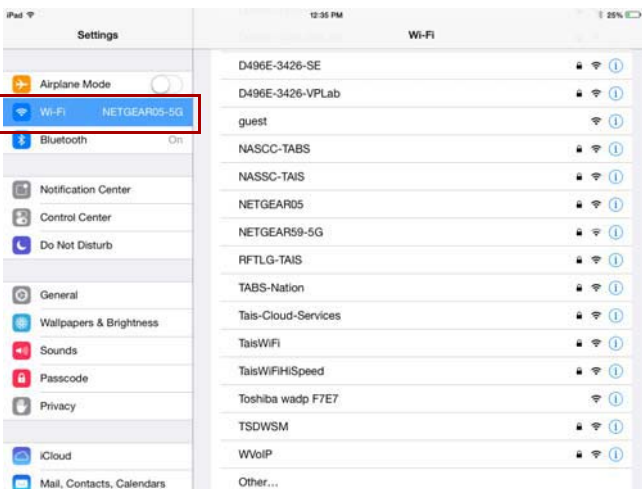 iPad 12:35 PM 25%
Settings
Wi-Fi
Airplane Mode
Wi-Fi NETGEAR05-5G
Bluetooth On
Notification Center
Control Center
Do Not Disturb
General
Wallpapers & Brightness
Sounds
Passcode
Privacy
iCloud
Mail, Contacts, Calendars
D496E-3426-SE
D496E-3426-VPLab
guest
NASCC-TABS
NASSC-TAIS
NETGEAR05
NETGEAR59-5G
RFTLG-TAIS
TABS-Nation
Tais-Cloud-Services
TaisWiFi
TaisWiFiHiSpeed
Toshiba wadp F7E7
TSDWSM
WVoIP
Other...